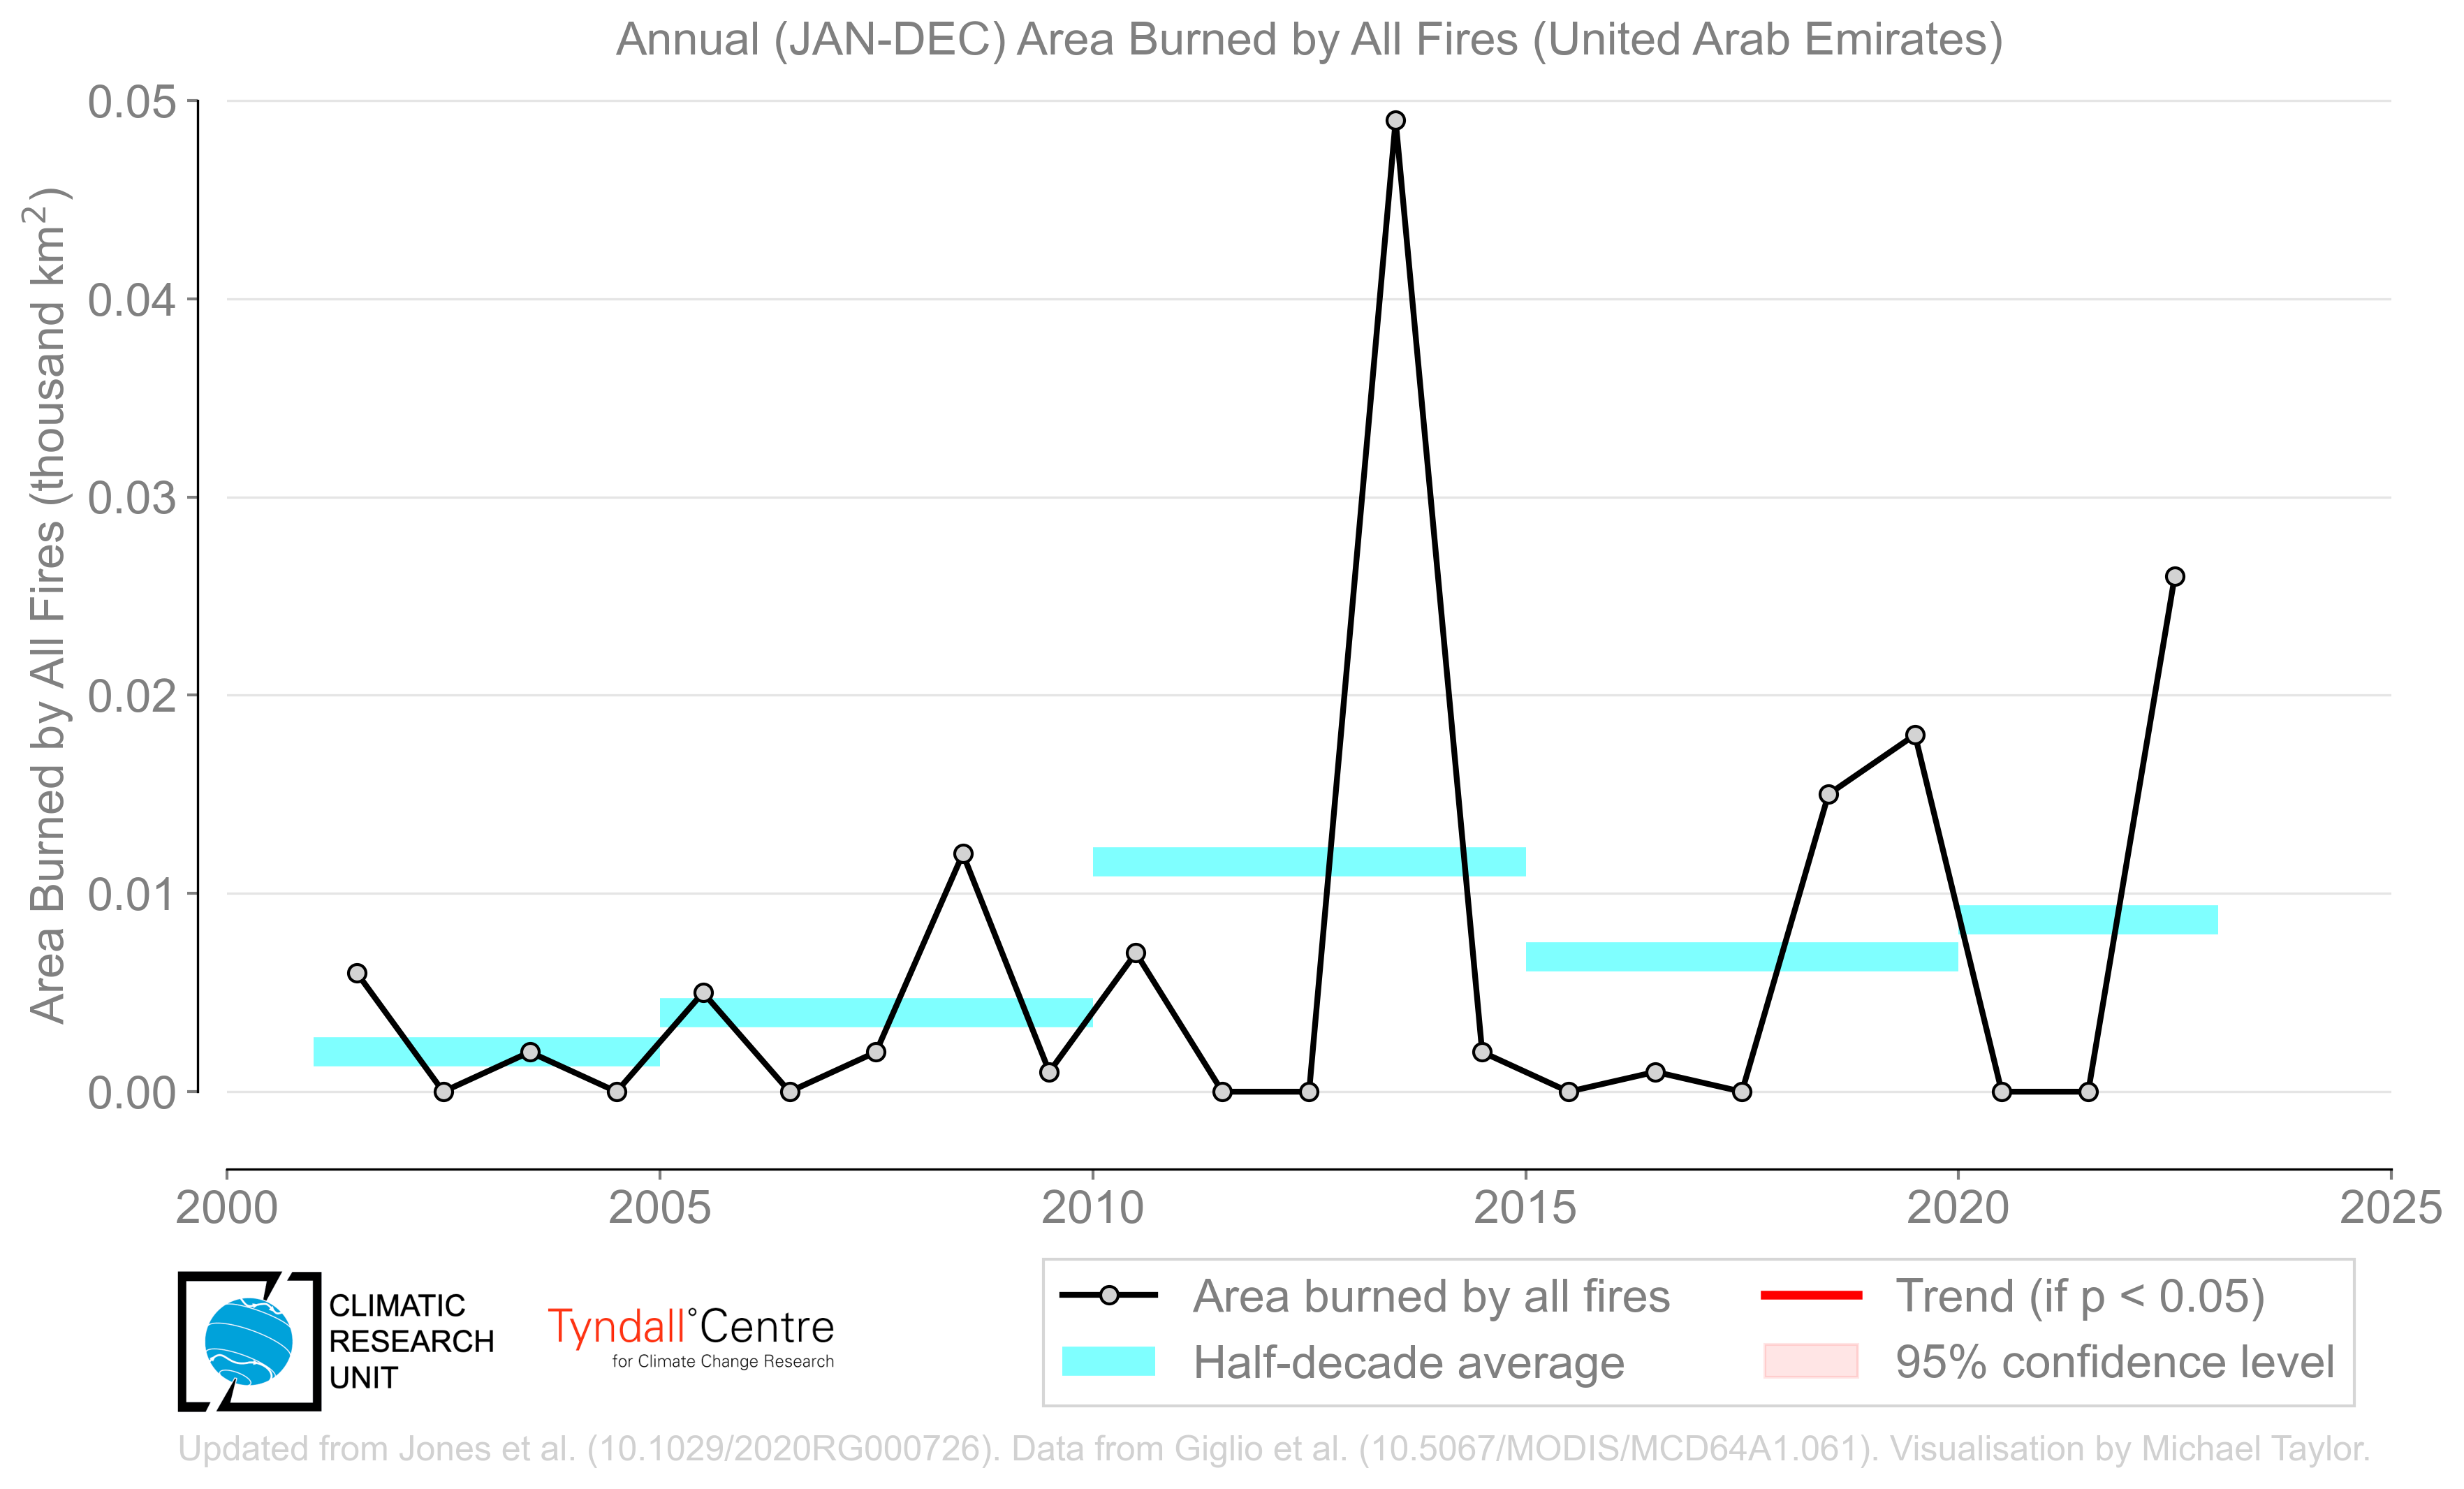 Annual (JAN-DEC) Area Burned by All Fires (United Arab Emirates)
Area Burned by All Fires (thousand km²)
0.05
0.04
0.03
0.02
0.01
0.00
2000 2005 2010 2015 2020 2025
CLIMATIC
RESEARCH
UNIT
Tyndall°Centre
for Climate Change Research
Area burned by all fires
Half-decade average
Trend (if p < 0.05)
95% confidence level
Updated from Jones et al. (10.1029/2020RG000726). Data from Giglio et al. (10.5067/MODIS/MCD64A1.061). Visualisation by Michael Taylor.